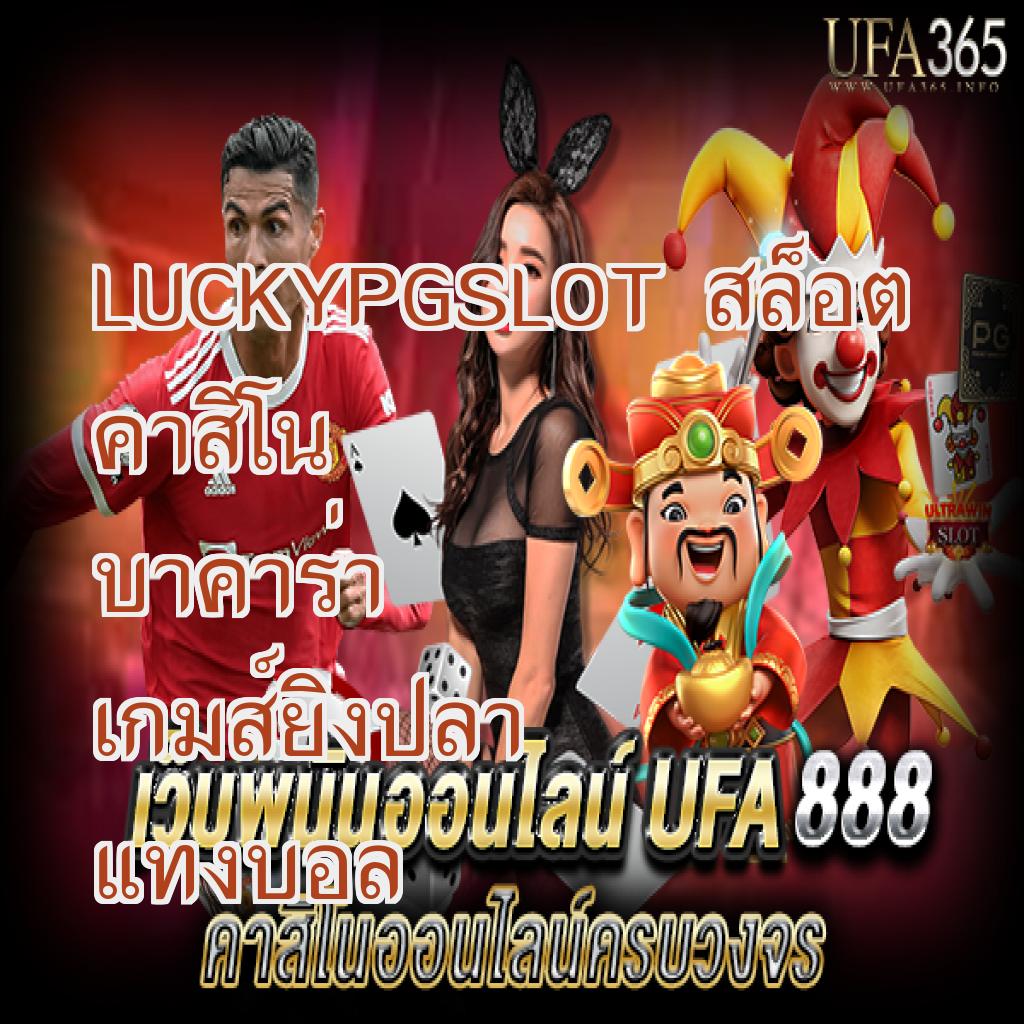 UFA365
WWW.UFA365.INFO
LUCKYPGSLOT สล็อต
คาสิโน
บาคาร่า
เกมส์ยิงปลา
แทงบอล
เว็บพนันออนไลน์ UFA 888
คาสิโนออนไลน์ครบวงจร
PG
A
ULTRAWIN
SLOT